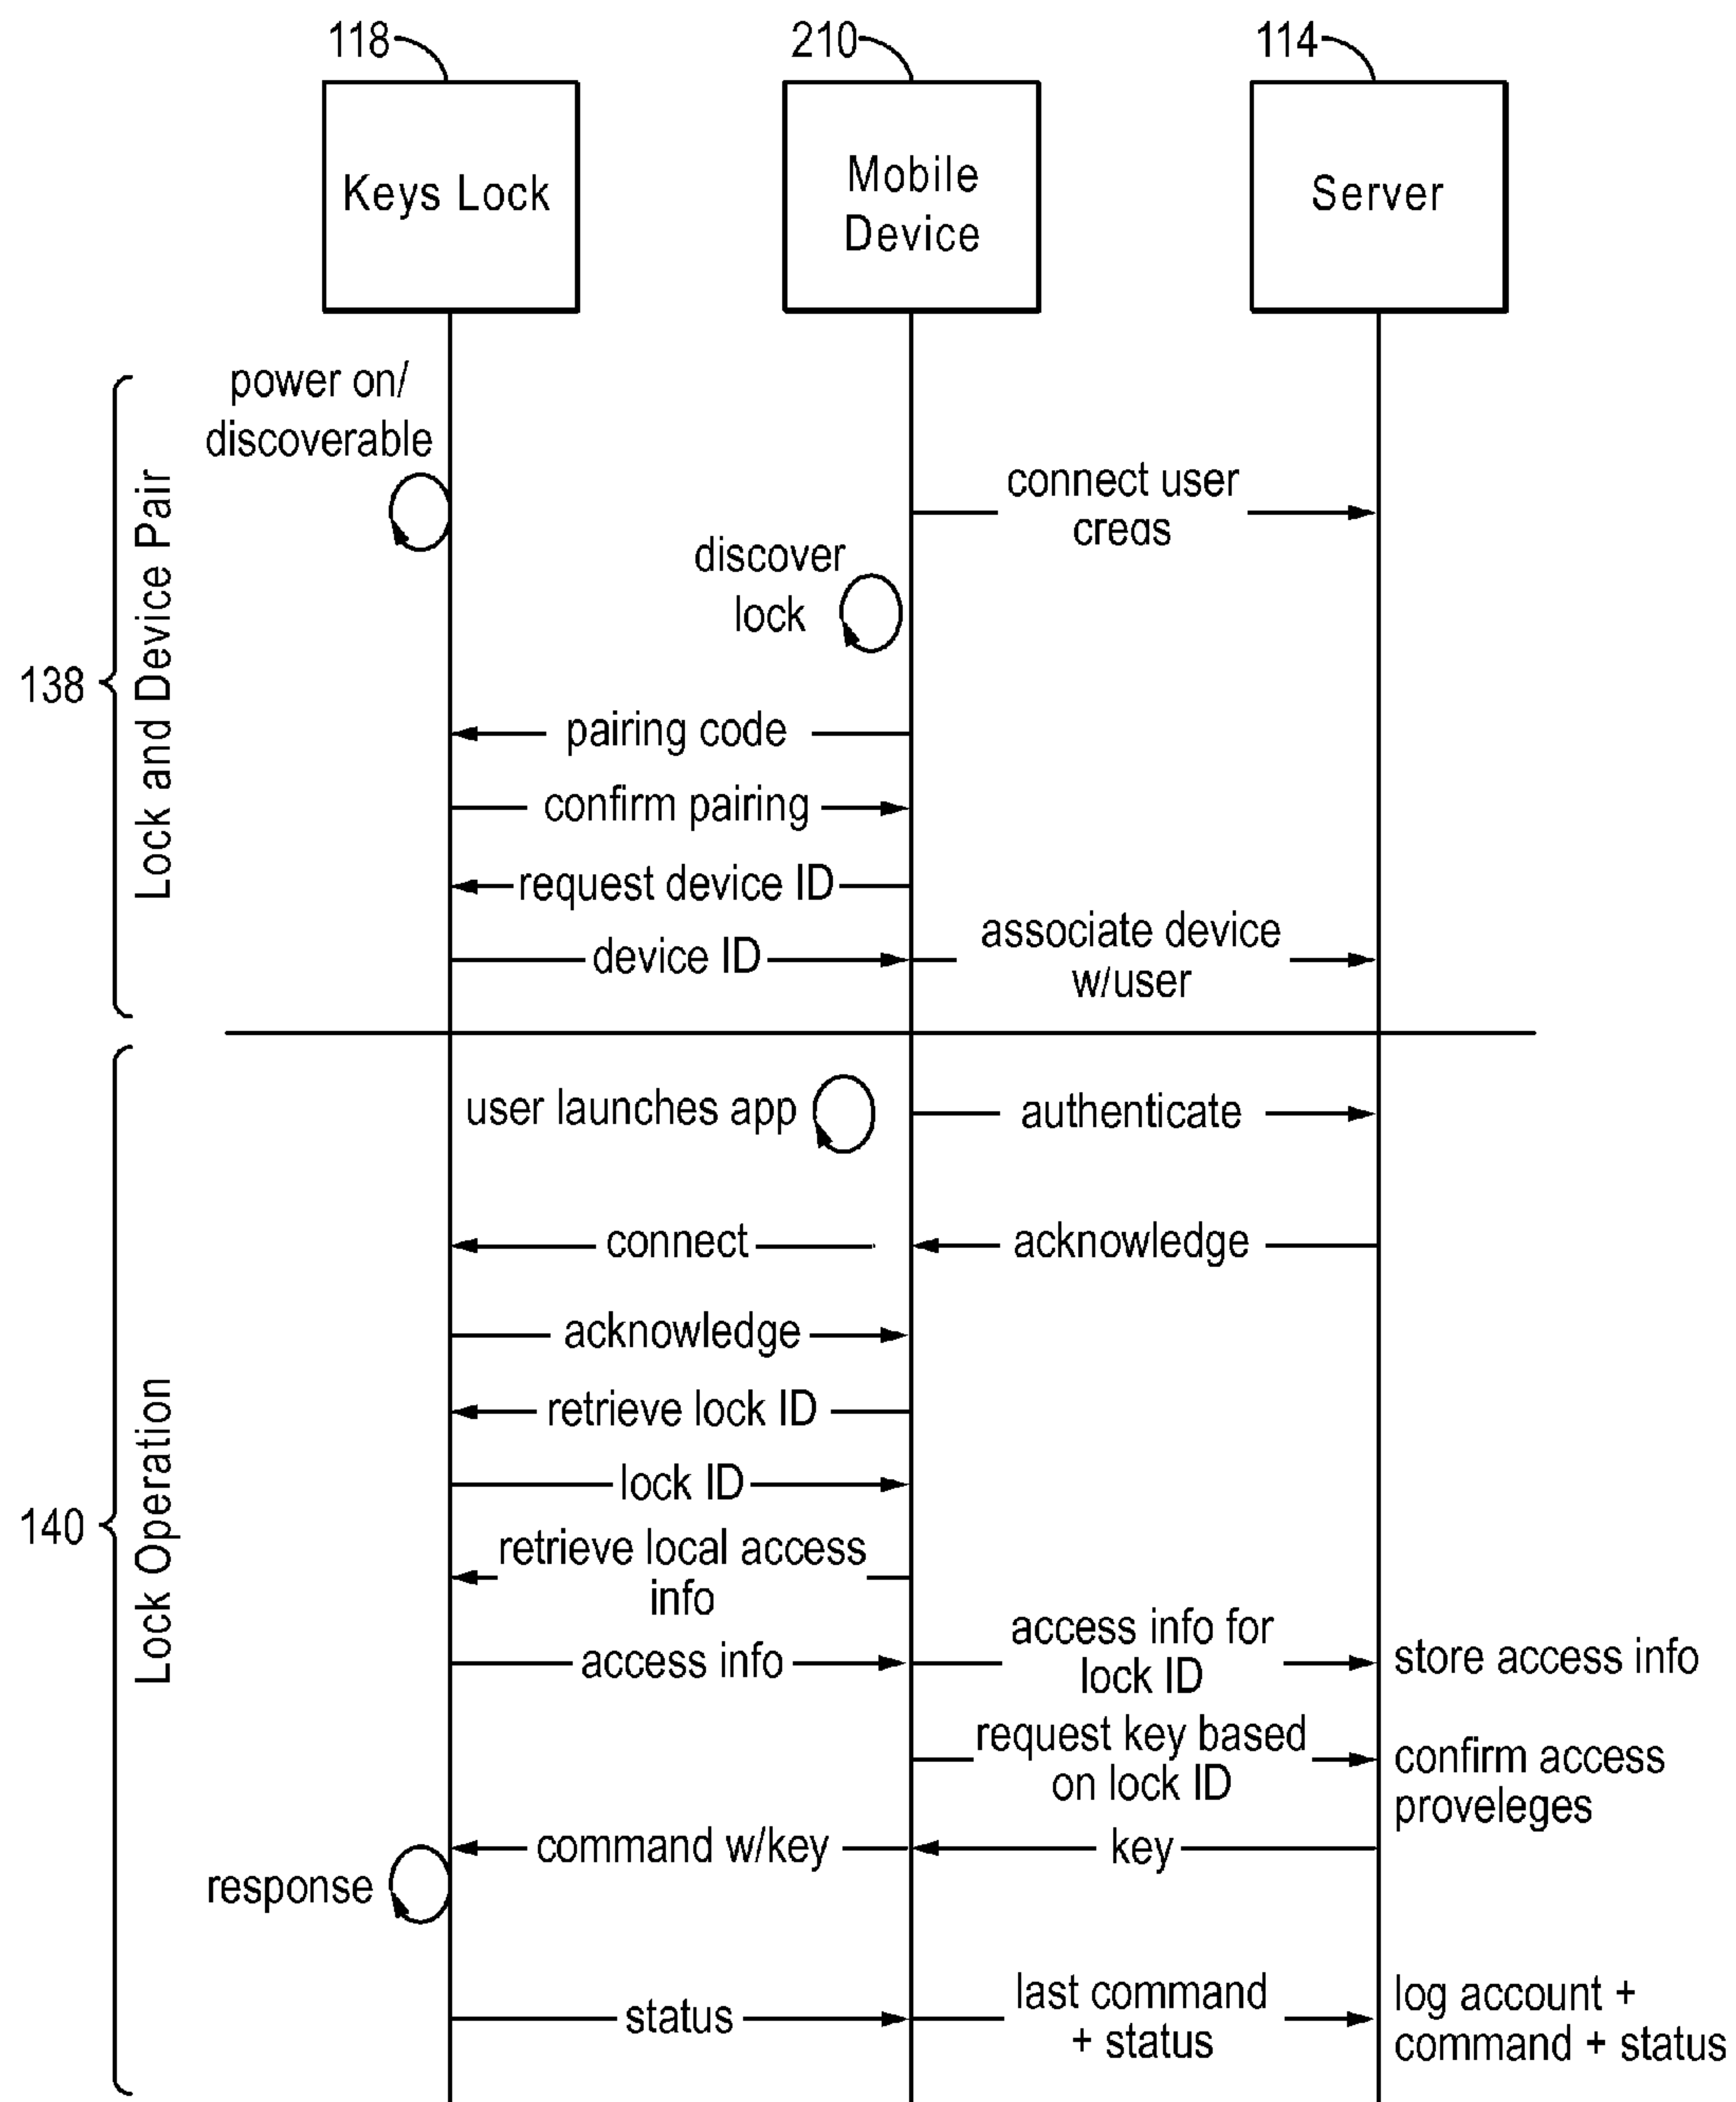 118
210
114
Keys Lock
Mobile
Device
Server
138
Lock and Device Pair
power on/
discoverable
connect user
creds
discover
lock
pairing code
confirm pairing
request device ID
device ID
associate device
w/user
140
Lock Operation
user launches app
authenticate
connect
acknowledge
acknowledge
retrieve lock ID
lock ID
retrieve local access
info
access info
access info for
lock ID
store access info
request key based
on lock ID
confirm access
proveleges
command w/key
key
response
status
last command
+ status
log account +
command + status